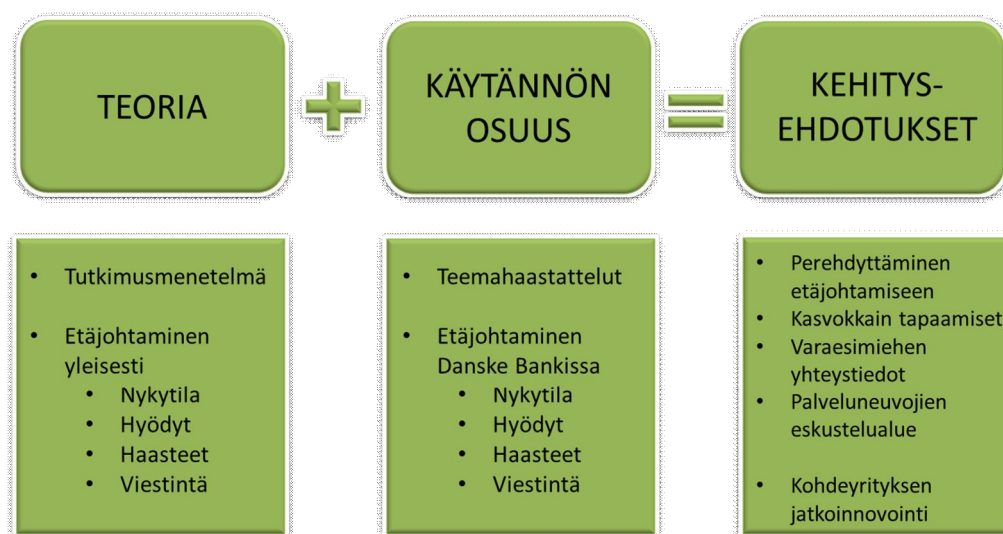 TEORIA
KÄYTÄNNÖN
OSUUS
KEHITYS-
EHDOTUKSET
• Tutkimusmenetelmä
• Etäjohtaminen
yleisesti
• Nykytila
• Hyödyt
• Haasteet
• Viestintä
• Teemahaastattelut
• Etäjohtaminen
Danske Bankissa
• Nykytila
• Hyödyt
• Haasteet
• Viestintä
• Perehdyttäminen
etäjohtamiseen
• Kasvokkain tapaamiset
• Varaesimiehen
yhteystiedot
• Palveluneuvojien
eskustelualue
• Kohdeyrityksen
jatkoinnovointi